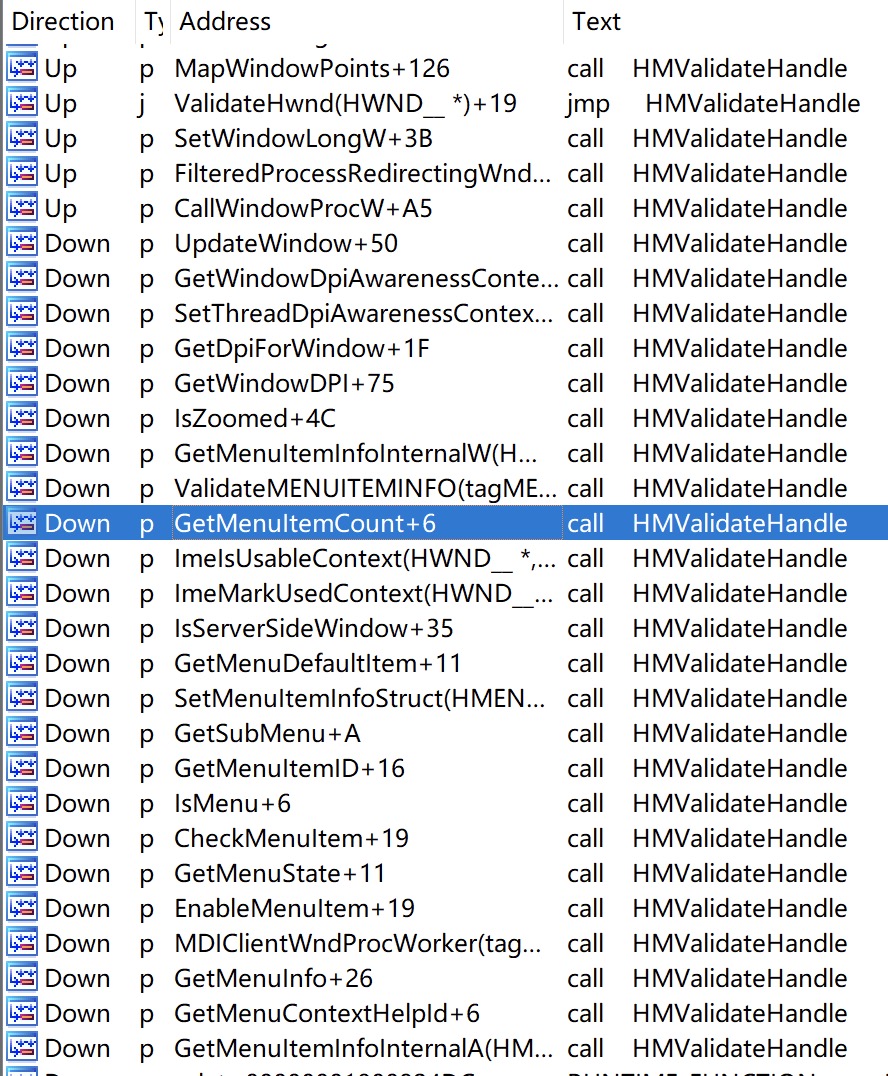 Direction Ty Address Text
Up p MapWindowPoints+126 call HMValidateHandle
Up j ValidateHwnd(HWND__ *)+19 jmp HMValidateHandle
Up p SetWindowLongW+3B call HMValidateHandle
Up p FilteredProcessRedirectingWnd... call HMValidateHandle
Up p CallWindowProcW+A5 call HMValidateHandle
Down p UpdateWindow+50 call HMValidateHandle
Down p GetWindowDpiAwarenessConte... call HMValidateHandle
Down p SetThreadDpiAwarenessContex... call HMValidateHandle
Down p GetDpiForWindow+1F call HMValidateHandle
Down p GetWindowDPI+75 call HMValidateHandle
Down p IsZoomed+4C call HMValidateHandle
Down p GetMenuItemInfoInternalW(H... call HMValidateHandle
Down p ValidateMENUITEMINFO(tagME... call HMValidateHandle
Down p GetMenuItemCount+6 call HMValidateHandle
Down p ImeIsUsableContext(HWND__ *,... call HMValidateHandle
Down p ImeMarkUsedContext(HWND__... call HMValidateHandle
Down p IsServerSideWindow+35 call HMValidateHandle
Down p GetMenuDefaultItem+11 call HMValidateHandle
Down p SetMenuItemInfoStruct(HMEN... call HMValidateHandle
Down p GetSubMenu+A call HMValidateHandle
Down p GetMenuItemID+16 call HMValidateHandle
Down p IsMenu+6 call HMValidateHandle
Down p CheckMenuItem+19 call HMValidateHandle
Down p GetMenuState+11 call HMValidateHandle
Down p EnableMenuItem+19 call HMValidateHandle
Down p MDIClientWndProcWorker(tag... call HMValidateHandle
Down p GetMenuInfo+26 call HMValidateHandle
Down p GetMenuContextHelpId+6 call HMValidateHandle
Down p GetMenuItemInfoInternalA(HM... call HMValidateHandle